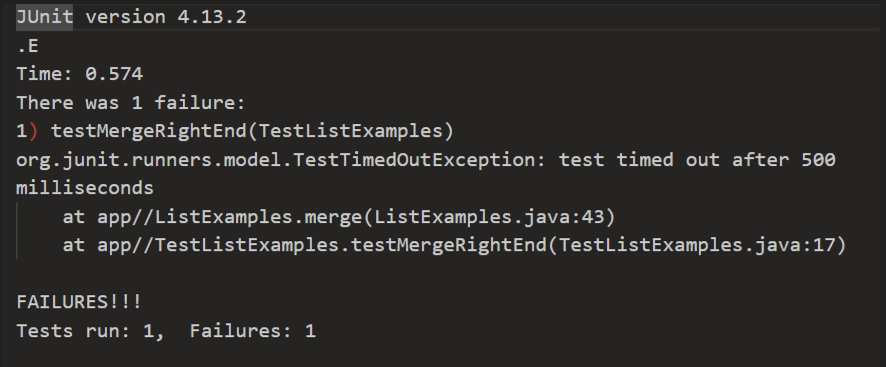 JUnit version 4.13.2
.E
Time: 0.574
There was 1 failure:
1) testMergeRightEnd(TestListExamples)
org.junit.runners.model.TestTimedOutException: test timed out after 500
milliseconds
    at app//ListExamples.merge(ListExamples.java:43)
    at app//TestListExamples.testMergeRightEnd(TestListExamples.java:17)

FAILURES!!!
Tests run: 1,  Failures: 1